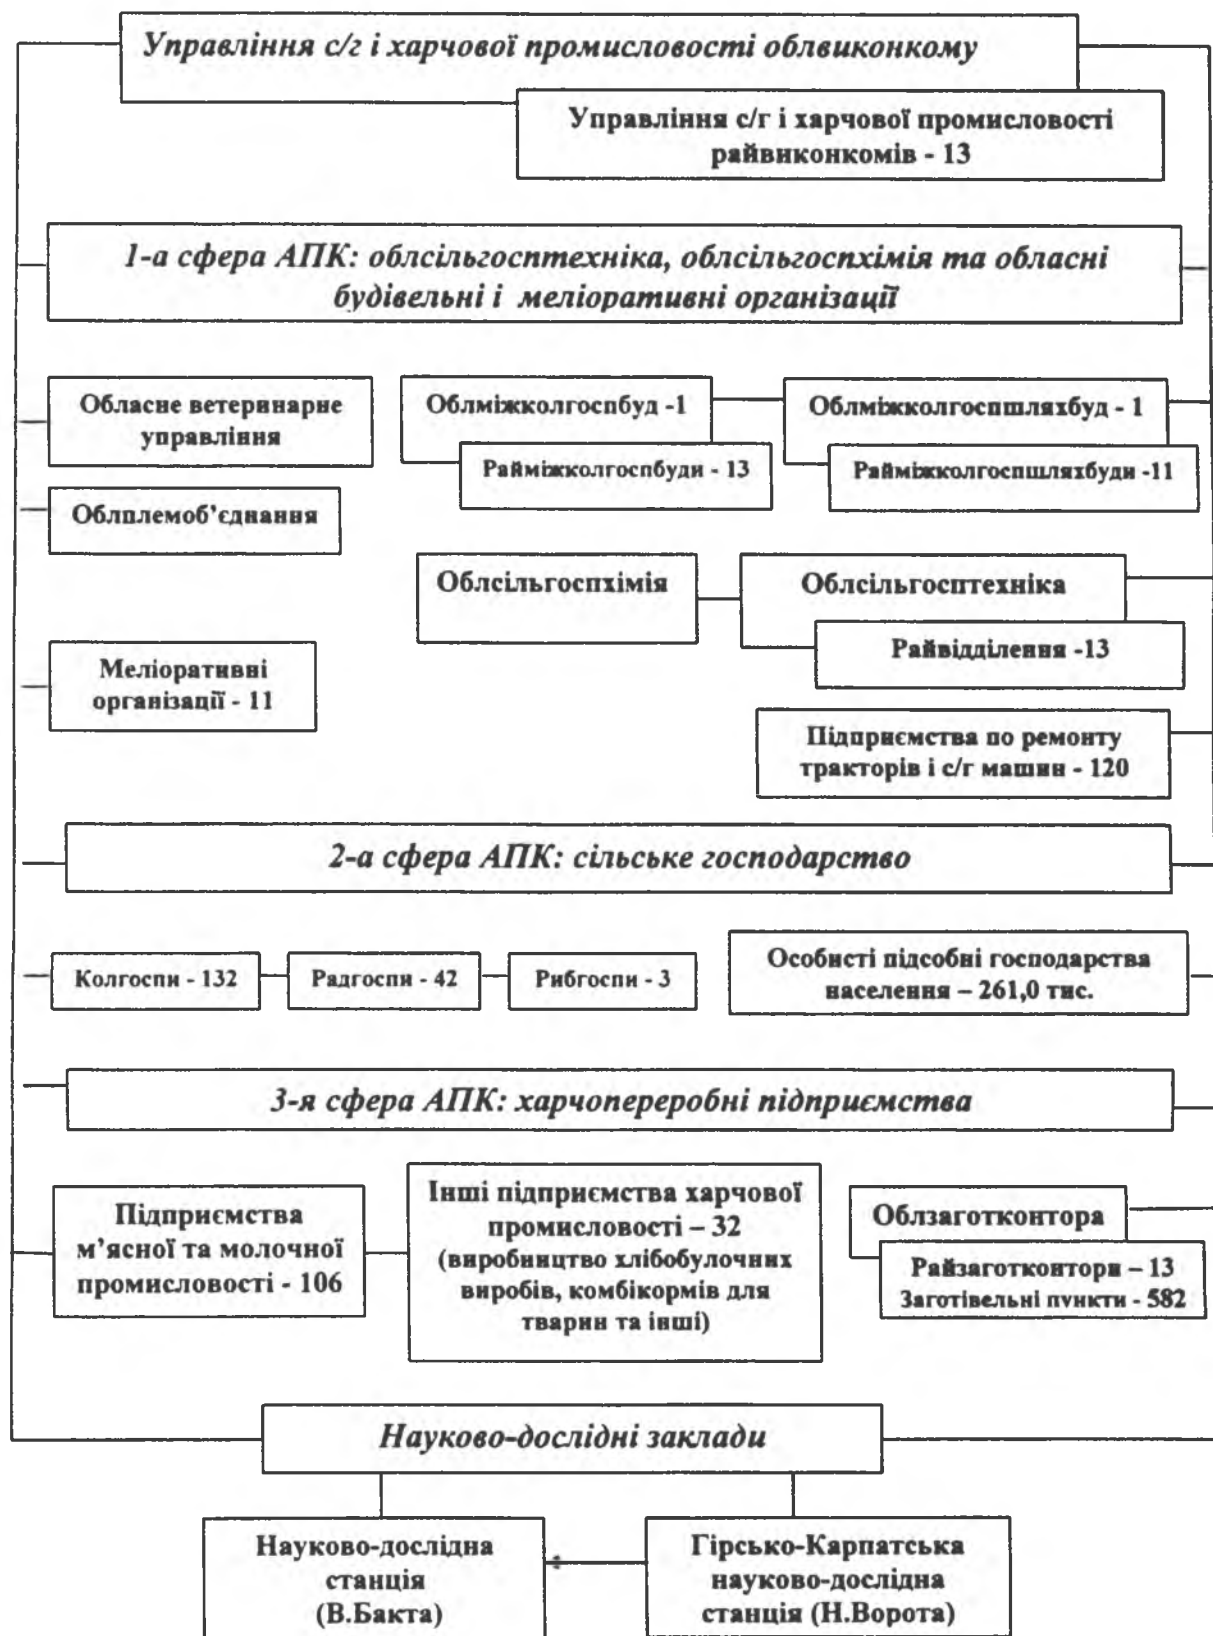 Управління с/г і харчової промисловості облвиконкому
Управління с/г і харчової промисловості
райвиконкомів - 13
1-а сфера АПК: облсільгосптехніка, облсільгоспхімія та обласні
будівельні і меліоративні організації
Обласне ветеринарне
управління
Облміжколгоспбуд -1
Райміжколгоспбуди - 13
Облміжколгоспшляхбуд - 1
Райміжколгоспшляхбуди -11
Облплемоб’єднання
Облсільгоспхімія
Облсільгосптехніка
Райвідділення -13
Меліоративні
організації - 11
Підприємства по ремонту
тракторів і с/г машин - 120
2-а сфера АПК: сільське господарство
Колгоспи - 132
Радгоспи - 42
Рибгоспи - 3
Особисті підсобні господарства
населення – 261,0 тис.
3-я сфера АПК: харчопереробні підприємства
Підприємства
м’ясної та молочної
промисловості - 106
Інші підприємства харчової
промисловості – 32
(виробництво хлібобулочних
виробів, комбікормів для
тварин та інші)
Облзаготконтора
Райзаготконтори – 13
Заготівельні пункти - 582
Науково-дослідні заклади
Науково-дослідна
станція
(В.Бакта)
Гірсько-Карпатська
науково-дослідна
станція (Н.Ворота)